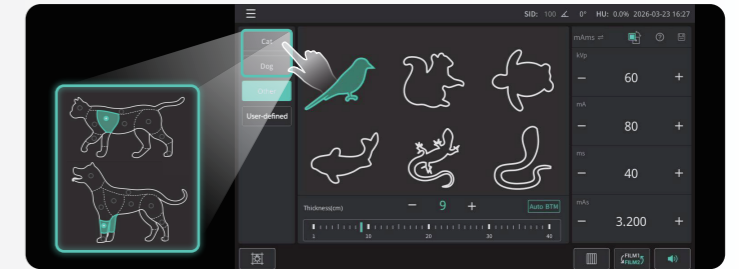 SID: 100 0° HU: 0.0% 2026-03-23 16:27
Cat
Dog
Other
User-defined
mAms
kVp
− 60 +
mA
− 80 +
ms
− 40 +
mAs
− 3.200 +
Thickness(cm) − 9 + Auto BTM
1 10 20 30 40
FILM1
FILM2